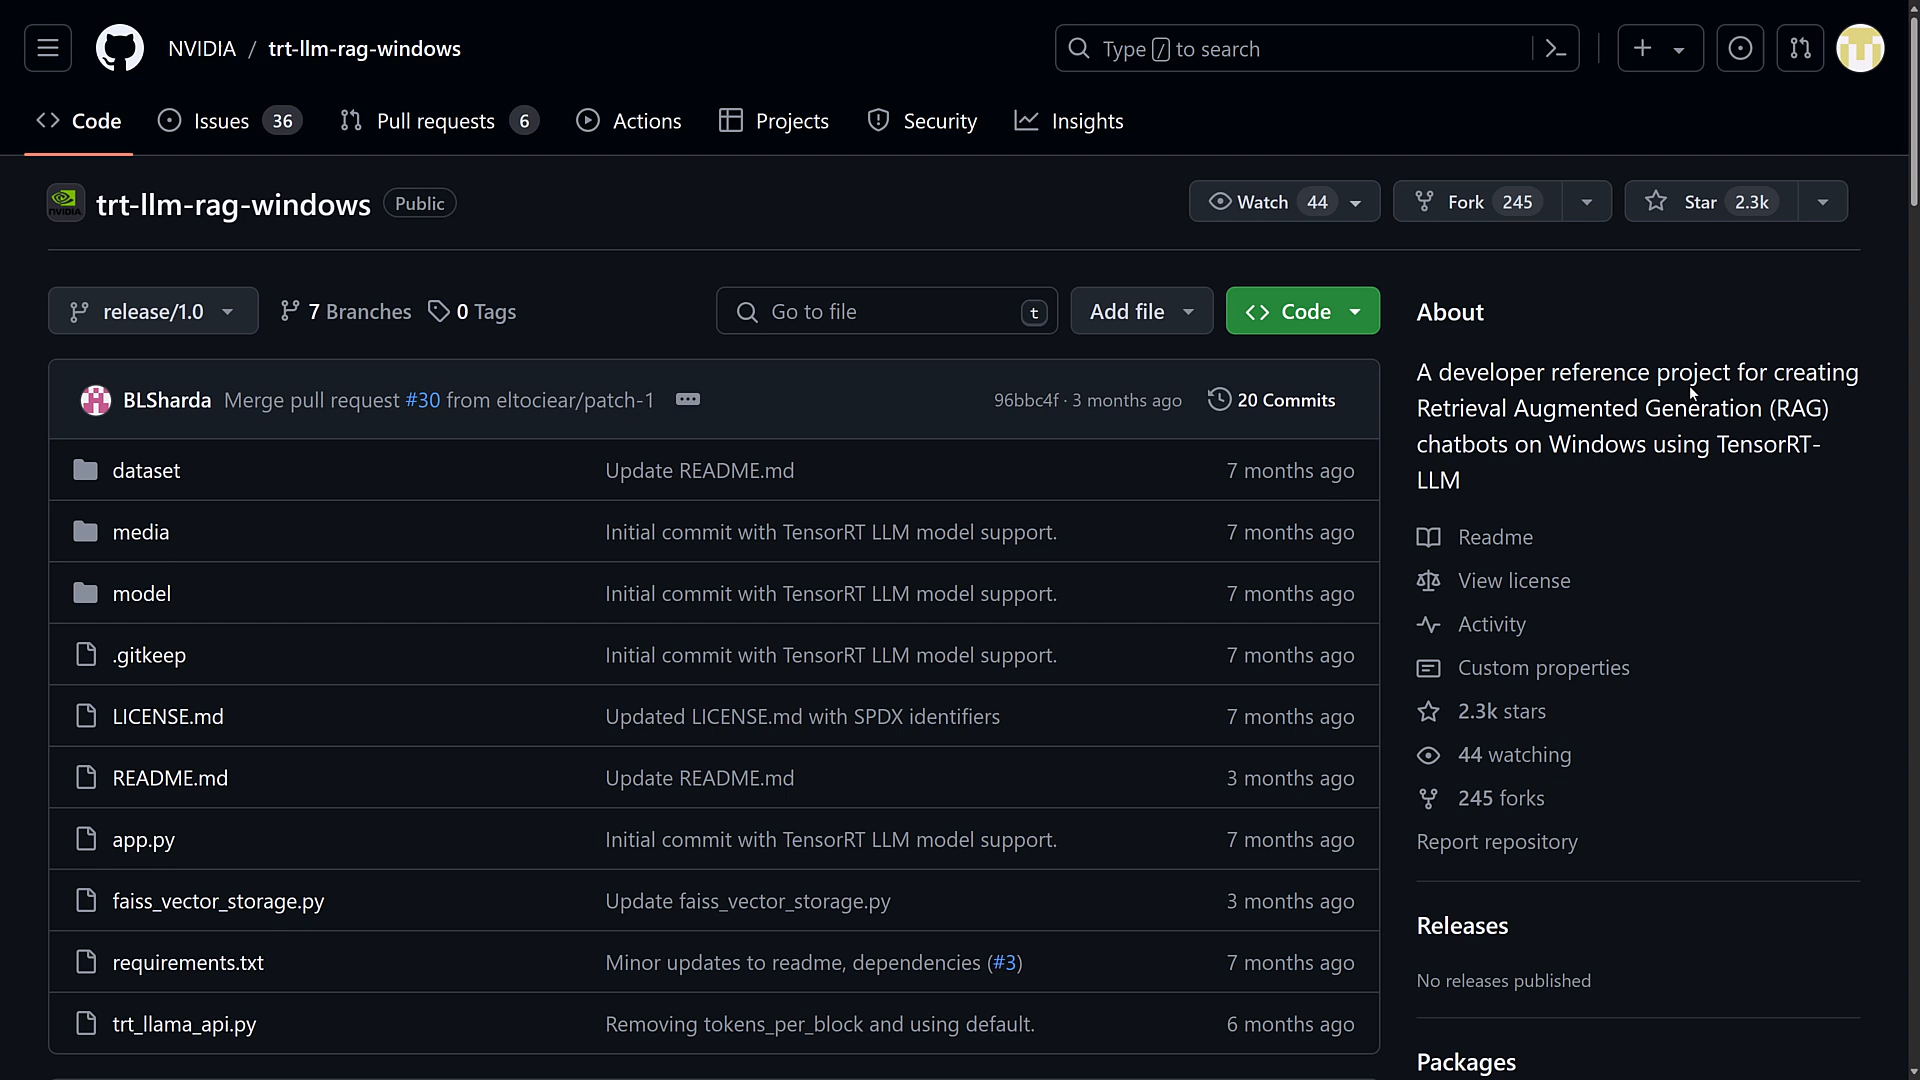 NVIDIA / trt-llm-rag-windows
Type / to search
Code
Issues 36
Pull requests 6
Actions
Projects
Security
Insights
NVIDIA
trt-llm-rag-windows
Public
Watch 44
Fork 245
Star 2.3k
release/1.0
7 Branches
0 Tags
Go to file
t
Add file
Code
BLSharda Merge pull request #30 from eltociear/patch-1
96bbc4f · 3 months ago
20 Commits
dataset Update README.md 7 months ago
media Initial commit with TensorRT LLM model support. 7 months ago
model Initial commit with TensorRT LLM model support. 7 months ago
.gitkeep Initial commit with TensorRT LLM model support. 7 months ago
LICENSE.md Updated LICENSE.md with SPDX identifiers 7 months ago
README.md Update README.md 3 months ago
app.py Initial commit with TensorRT LLM model support. 7 months ago
faiss_vector_storage.py Update faiss_vector_storage.py 3 months ago
requirements.txt Minor updates to readme, dependencies (#3) 7 months ago
trt_llama_api.py Removing tokens_per_block and using default. 6 months ago
About
A developer reference project for creating
Retrieval Augmented Generation (RAG)
chatbots on Windows using TensorRT-
LLM
Readme
View license
Activity
Custom properties
2.3k stars
44 watching
245 forks
Report repository
Releases
No releases published
Packages